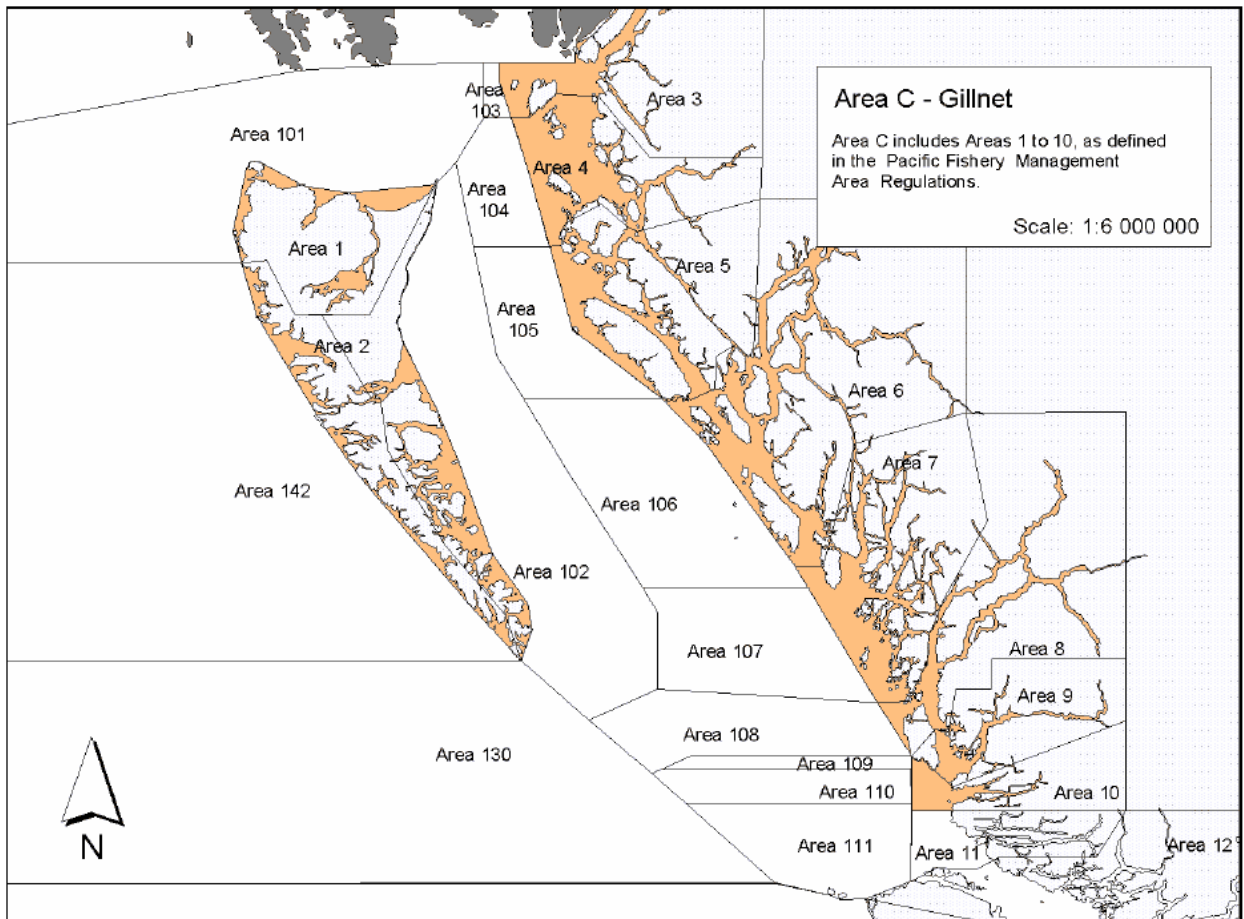 Area 103
Area 3
Area C - Gillnet
Area C includes Areas 1 to 10, as defined
in the Pacific Fishery Management
Area Regulations.
Scale: 1:6 000 000
Area 101
Area 4
Area
104
Area 1
Area 5
Area
105
Area 2
Area 6
Area 7
Area 142
Area 106
Area 102
Area 107
Area 8
Area 9
Area 108
Area 130
Area 109
Area 110
Area 10
N
Area 111
Area 11
Area 12